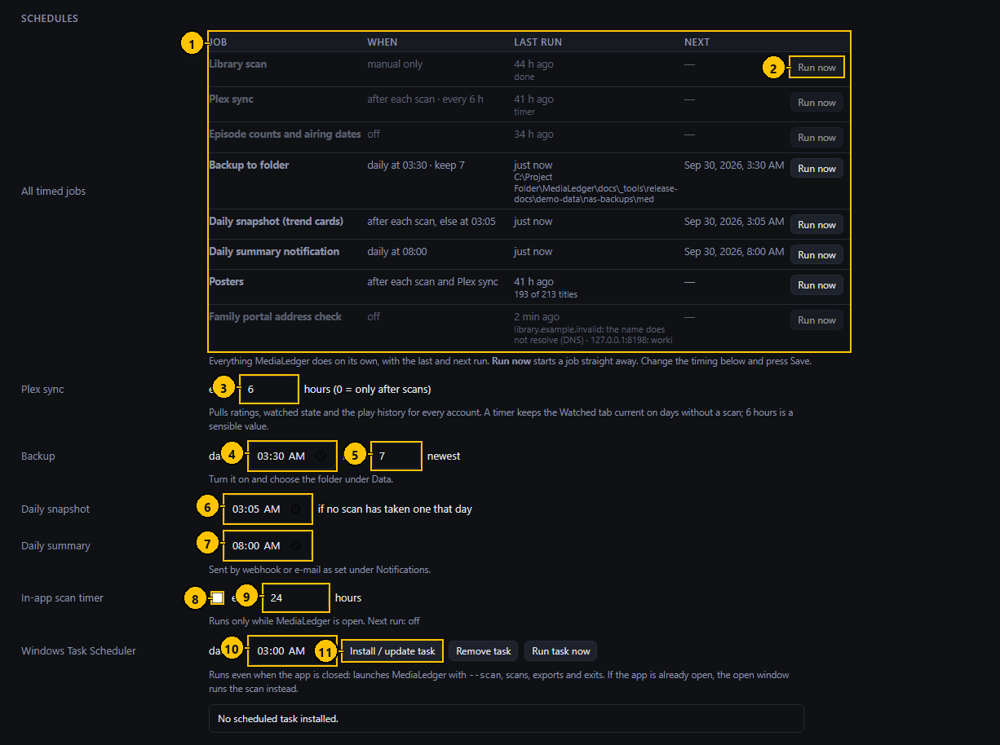 SCHEDULES
JOB WHEN LAST RUN NEXT
1
Library scan manual only 44 h ago — 2 Run now
done
Plex sync after each scan · every 6 h 41 h ago — Run now
timer
Episode counts and airing dates off 34 h ago — Run now
Backup to folder daily at 03:30 · keep 7 just now Sep 30, 2026, 3:30 AM Run now
C:\Project
Folder\MediaLedger\docs\_tools\release-
docs\demo-data\nas-backups\med
All timed jobs
Daily snapshot (trend cards) after each scan, else at 03:05 just now Sep 30, 2026, 3:05 AM Run now
Daily summary notification daily at 08:00 just now Sep 30, 2026, 8:00 AM Run now
Posters after each scan and Plex sync 41 h ago — Run now
193 of 213 titles
Family portal address check off 2 min ago — Run now
library.example.invalid: the name does
not resolve (DNS) · 127.0.0.1:8198: worki
Everything MediaLedger does on its own, with the last and next run. Run now starts a job straight away. Change the timing below and press Save.
Plex sync 3 6 hours (0 = only after scans)
Pulls ratings, watched state and the play history for every account. A timer keeps the Watched tab current on days without a scan; 6 hours is a
sensible value.
Backup da 4 03:30 AM 5 7 newest
Turn it on and choose the folder under Data.
Daily snapshot 6 03:05 AM if no scan has taken one that day
Daily summary 7 08:00 AM
Sent by webhook or e-mail as set under Notifications.
In-app scan timer 8 e 9 24 hours
Runs only while MediaLedger is open. Next run: off
Windows Task Scheduler da 10 03:00 AM 11 Install / update task Remove task Run task now
Runs even when the app is closed: launches MediaLedger with --scan, scans, exports and exits. If the app is already open, the open window
runs the scan instead.
No scheduled task installed.